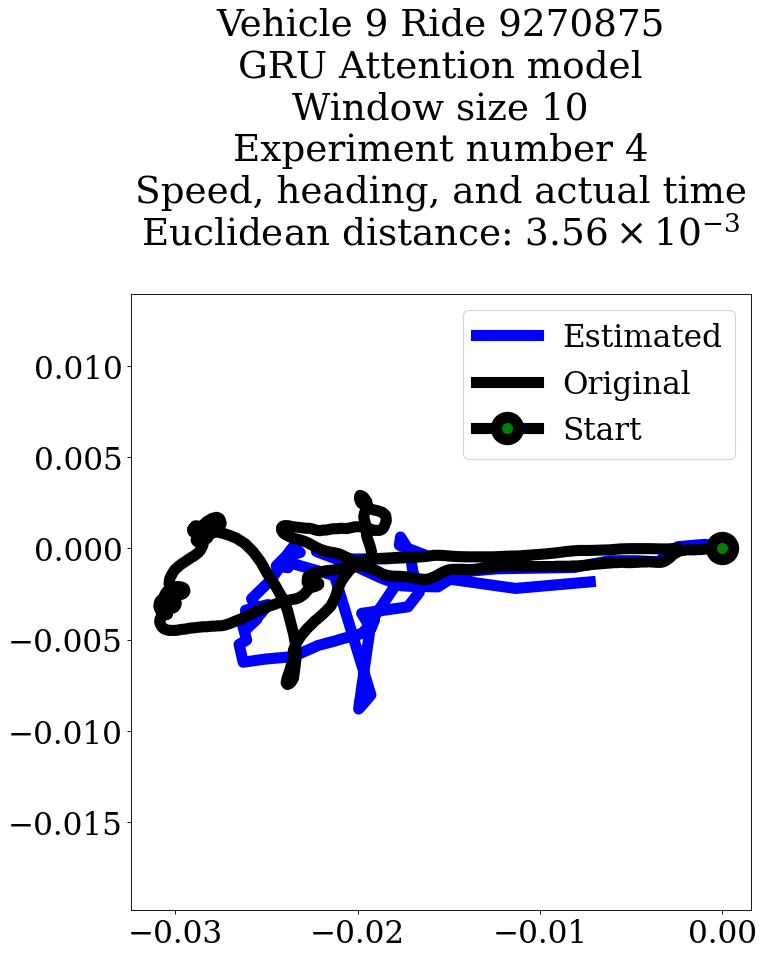 Vehicle 9 Ride 9270875
GRU Attention model
Window size 10
Experiment number 4
Speed, heading, and actual time
Euclidean distance: 3.56 × 10⁻³
Estimated
Original
Start
0.010
0.005
0.000
−0.005
−0.010
−0.015
−0.03
−0.02
−0.01
0.00